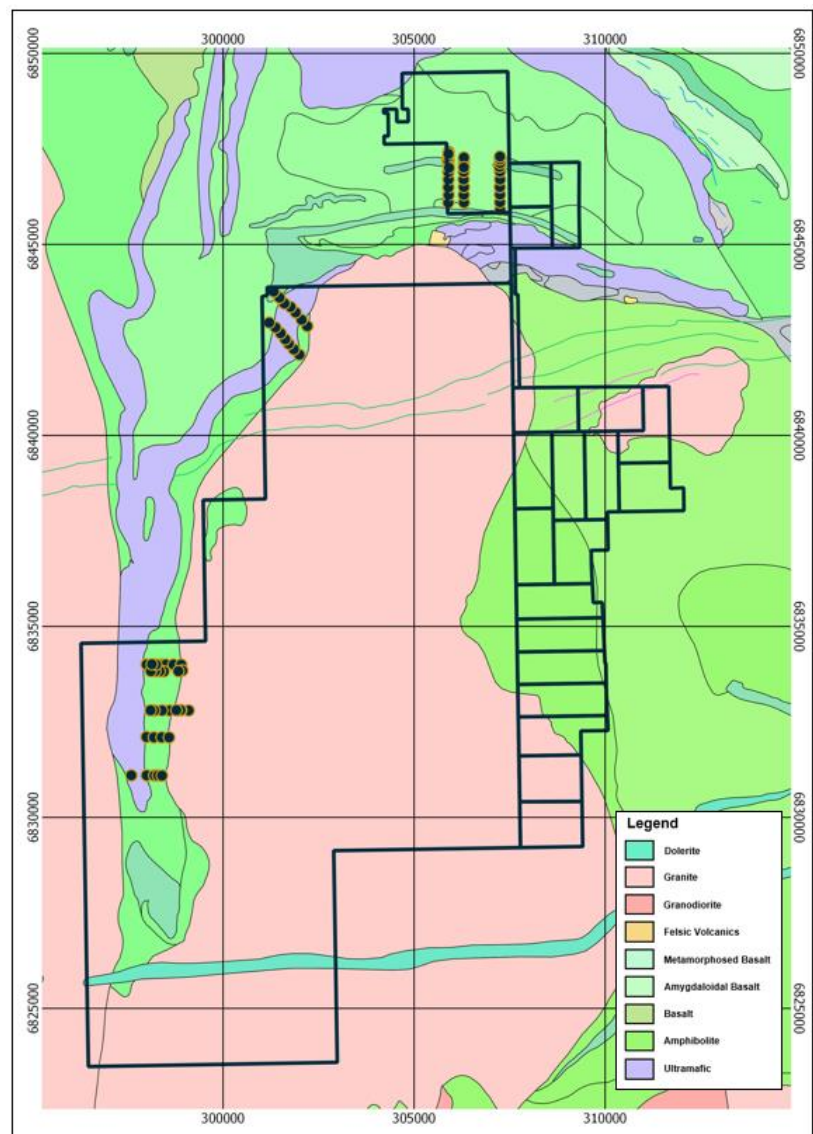 300000
305000
310000
6850000
6850000
6845000
6845000
6840000
6840000
6835000
6835000
6830000
6830000
6825000
6825000
Legend
Dolerite
Granite
Granodiorite
Felsic Volcanics
Metamorphosed Basalt
Amygdaloidal Basalt
Basalt
Amphibolite
Ultramafic
300000
305000
310000